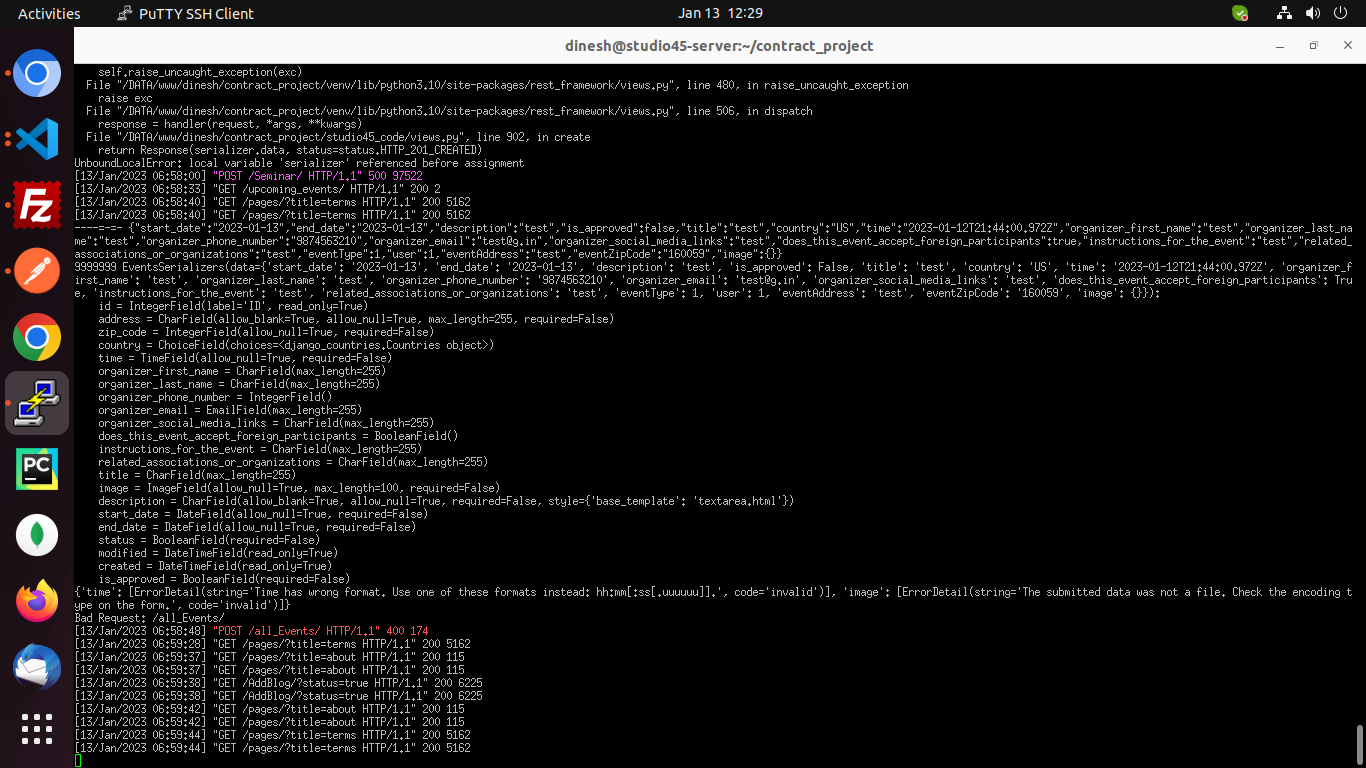 Activities
PuTTY SSH Client
Jan 13 12:29
dinesh@studio45-server:~/contract_project
self.raise_uncaught_exception(exc)
File "/DATA/www/dinesh/contract_project/venv/lib/python3.10/site-packages/rest_framework/views.py", line 480, in raise_uncaught_exception
raise exc
File "/DATA/www/dinesh/contract_project/venv/lib/python3.10/site-packages/rest_framework/views.py", line 506, in dispatch
response = handler(request, *args, **kwargs)
File "/DATA/www/dinesh/contract_project/studio45_code/views.py", line 902, in create
return Response(serializer.data, status=status.HTTP_201_CREATED)
UnboundLocalError: local variable 'serializer' referenced before assignment
[13/Jan/2023 06:58:00] "POST /Seminar/ HTTP/1.1" 500 97522
[13/Jan/2023 06:58:33] "GET /upcoming_events/ HTTP/1.1" 200 2
[13/Jan/2023 06:58:40] "GET /pages/?title=terms HTTP/1.1" 200 5162
[13/Jan/2023 06:58:40] "GET /pages/?title=terms HTTP/1.1" 200 5162
----=-=- {"start_date":"2023-01-13","end_date":"2023-01-13","description":"test","is_approved":false,"title":"test","country":"US","time":"2023-01-12T21:44:00.972Z","organizer_first_name":"test","organizer_last_na
me":"test","organizer_phone_number":"9874563210","organizer_email":"test@g.in","organizer_social_media_links":"test","does_this_event_accept_foreign_participants":true,"instructions_for_the_event":"test","related_
associations_or_organizations":"test","eventType":1,"user":1,"eventAddress":"test","eventZipCode":"160059","image":{}}
9999999 EventsSerializers(data={'start_date': '2023-01-13', 'end_date': '2023-01-13', 'description': 'test', 'is_approved': False, 'title': 'test', 'country': 'US', 'time': '2023-01-12T21:44:00.972Z', 'organizer_f
irst_name': 'test', 'organizer_last_name': 'test', 'organizer_phone_number': '9874563210', 'organizer_email': 'test@g.in', 'organizer_social_media_links': 'test', 'does_this_event_accept_foreign_participants': Tru
e, 'instructions_for_the_event': 'test', 'related_associations_or_organizations': 'test', 'eventType': 1, 'user': 1, 'eventAddress': 'test', 'eventZipCode': '160059', 'image': {}}):
id = IntegerField(label='ID', read_only=True)
address = CharField(allow_blank=True, allow_null=True, max_length=255, required=False)
zip_code = IntegerField(allow_null=True, required=False)
country = ChoiceField(choices=<django_countries.Countries object>)
time = TimeField(allow_null=True, required=False)
organizer_first_name = CharField(max_length=255)
organizer_last_name = CharField(max_length=255)
organizer_phone_number = IntegerField()
organizer_email = EmailField(max_length=255)
organizer_social_media_links = CharField(max_length=255)
does_this_event_accept_foreign_participants = BooleanField()
instructions_for_the_event = CharField(max_length=255)
related_associations_or_organizations = CharField(max_length=255)
title = CharField(max_length=255)
image = ImageField(allow_null=True, max_length=100, required=False)
description = CharField(allow_blank=True, allow_null=True, required=False, style={'base_template': 'textarea.html'})
start_date = DateField(allow_null=True, required=False)
end_date = DateField(allow_null=True, required=False)
status = BooleanField(required=False)
modified = DateTimeField(read_only=True)
created = DateTimeField(read_only=True)
is_approved = BooleanField(required=False)
{'time': [ErrorDetail(string='Time has wrong format. Use one of these formats instead: hh:mm[:ss[.uuuuuu]].', code='invalid')], 'image': [ErrorDetail(string='The submitted data was not a file. Check the encoding t
ype on the form.', code='invalid')]}
Bad Request: /all_Events/
[13/Jan/2023 06:58:48] "POST /all_Events/ HTTP/1.1" 400 174
[13/Jan/2023 06:59:28] "GET /pages/?title=terms HTTP/1.1" 200 5162
[13/Jan/2023 06:59:37] "GET /pages/?title=about HTTP/1.1" 200 115
[13/Jan/2023 06:59:37] "GET /pages/?title=about HTTP/1.1" 200 115
[13/Jan/2023 06:59:38] "GET /AddBlog/?status=true HTTP/1.1" 200 6225
[13/Jan/2023 06:59:38] "GET /AddBlog/?status=true HTTP/1.1" 200 6225
[13/Jan/2023 06:59:42] "GET /pages/?title=about HTTP/1.1" 200 115
[13/Jan/2023 06:59:42] "GET /pages/?title=about HTTP/1.1" 200 115
[13/Jan/2023 06:59:44] "GET /pages/?title=terms HTTP/1.1" 200 5162
[13/Jan/2023 06:59:44] "GET /pages/?title=terms HTTP/1.1" 200 5162
Fz
PC